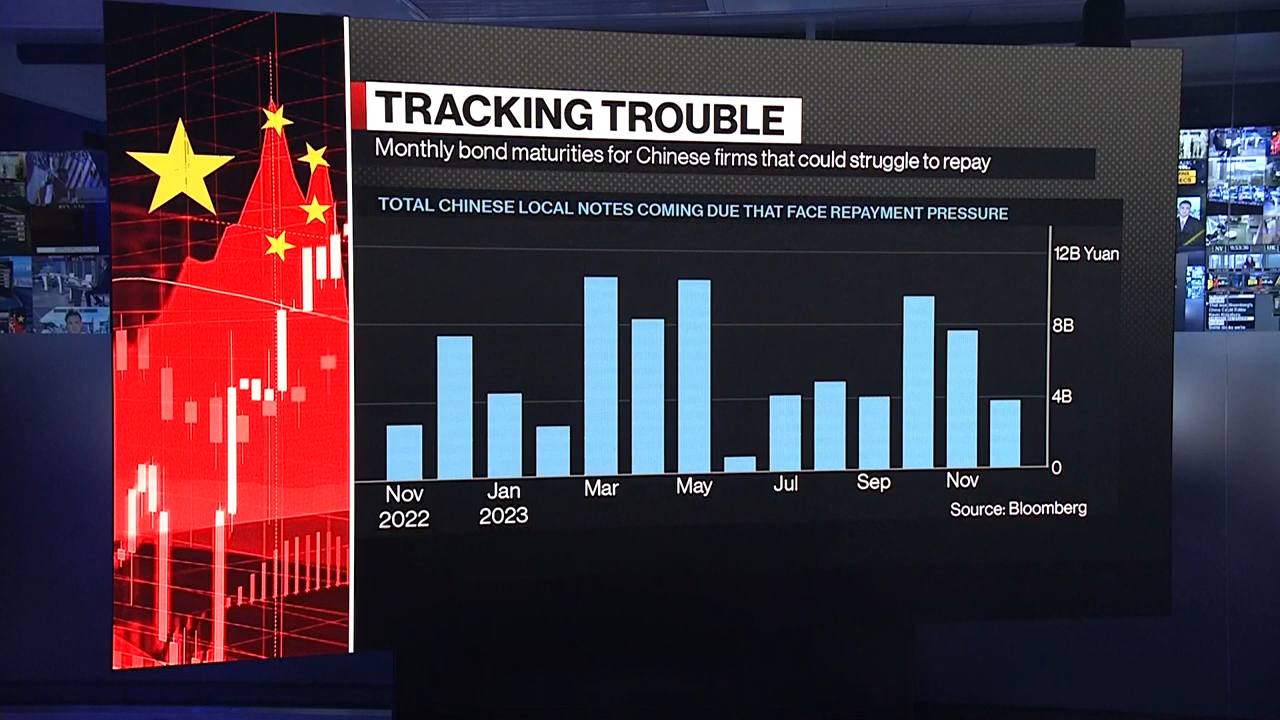 TRACKING TROUBLE
Monthly bond maturities for Chinese firms that could struggle to repay
TOTAL CHINESE LOCAL NOTES COMING DUE THAT FACE REPAYMENT PRESSURE
12B Yuan
8B
4B
0
Nov Jan Mar May Jul Sep Nov
2022 2023
Source: Bloomberg